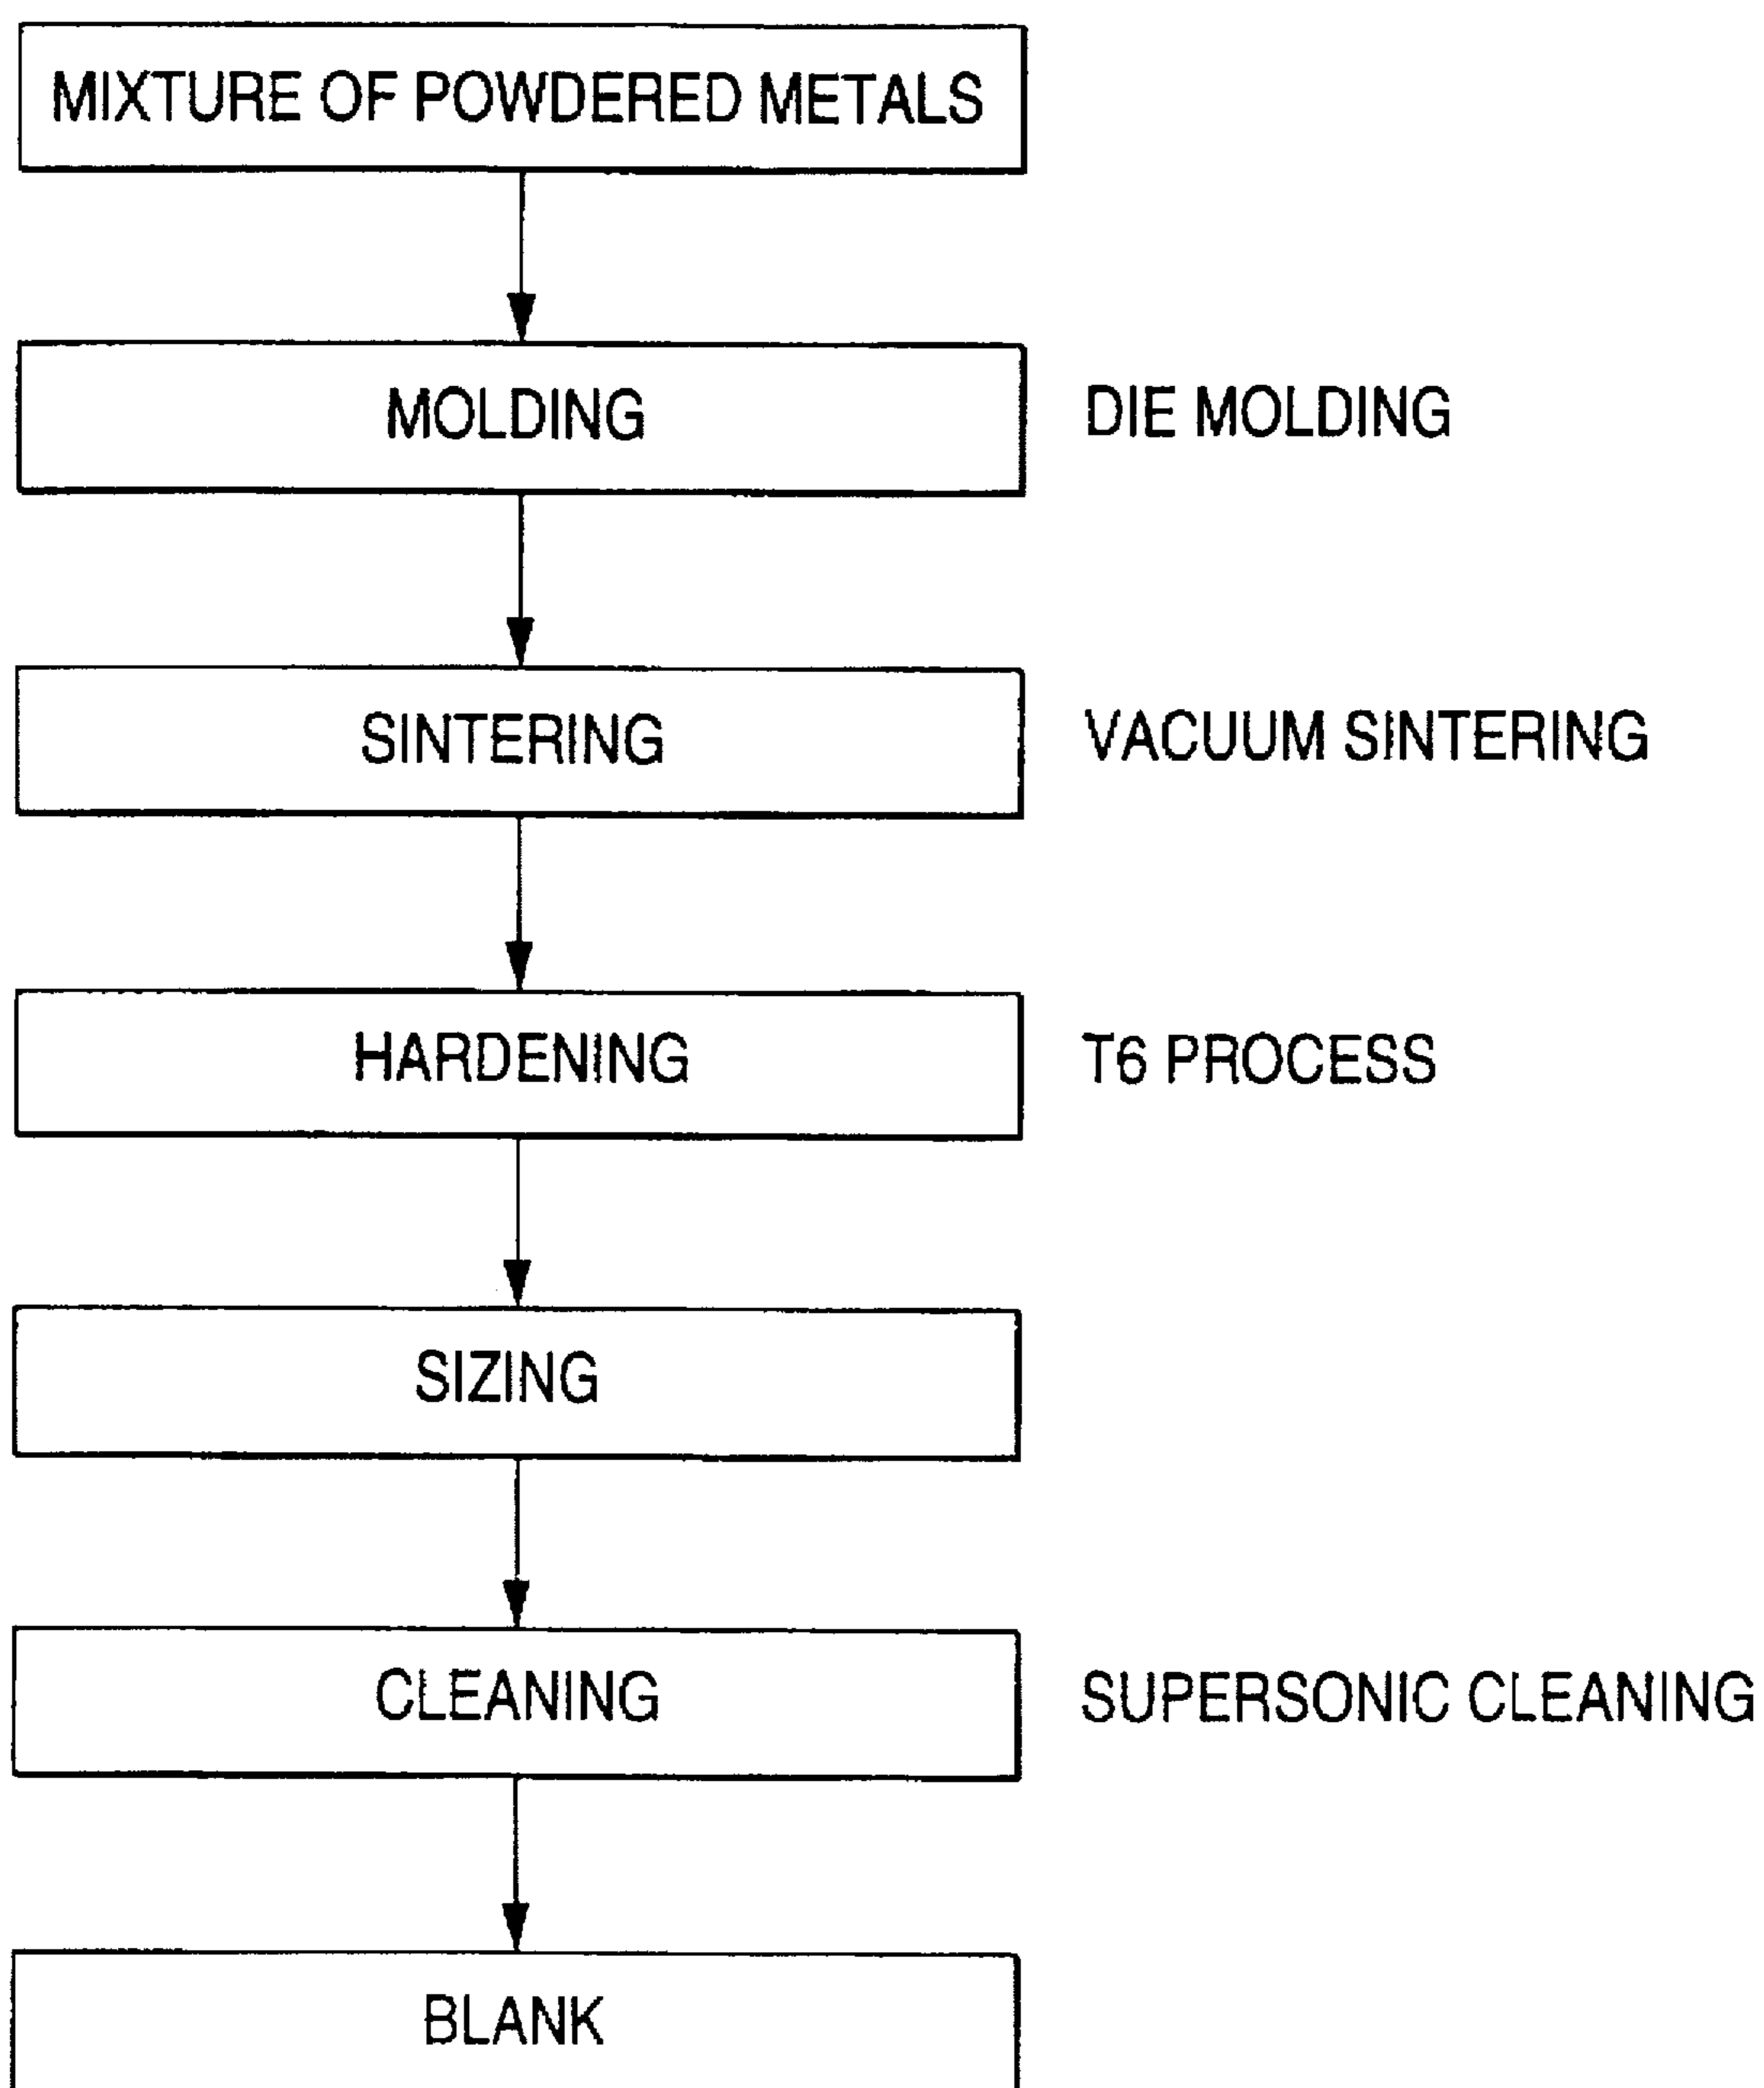 MIXTURE OF POWDERED METALS
MOLDING DIE MOLDING
SINTERING VACUUM SINTERING
HARDENING T6 PROCESS
SIZING
CLEANING SUPERSONIC CLEANING
BLANK